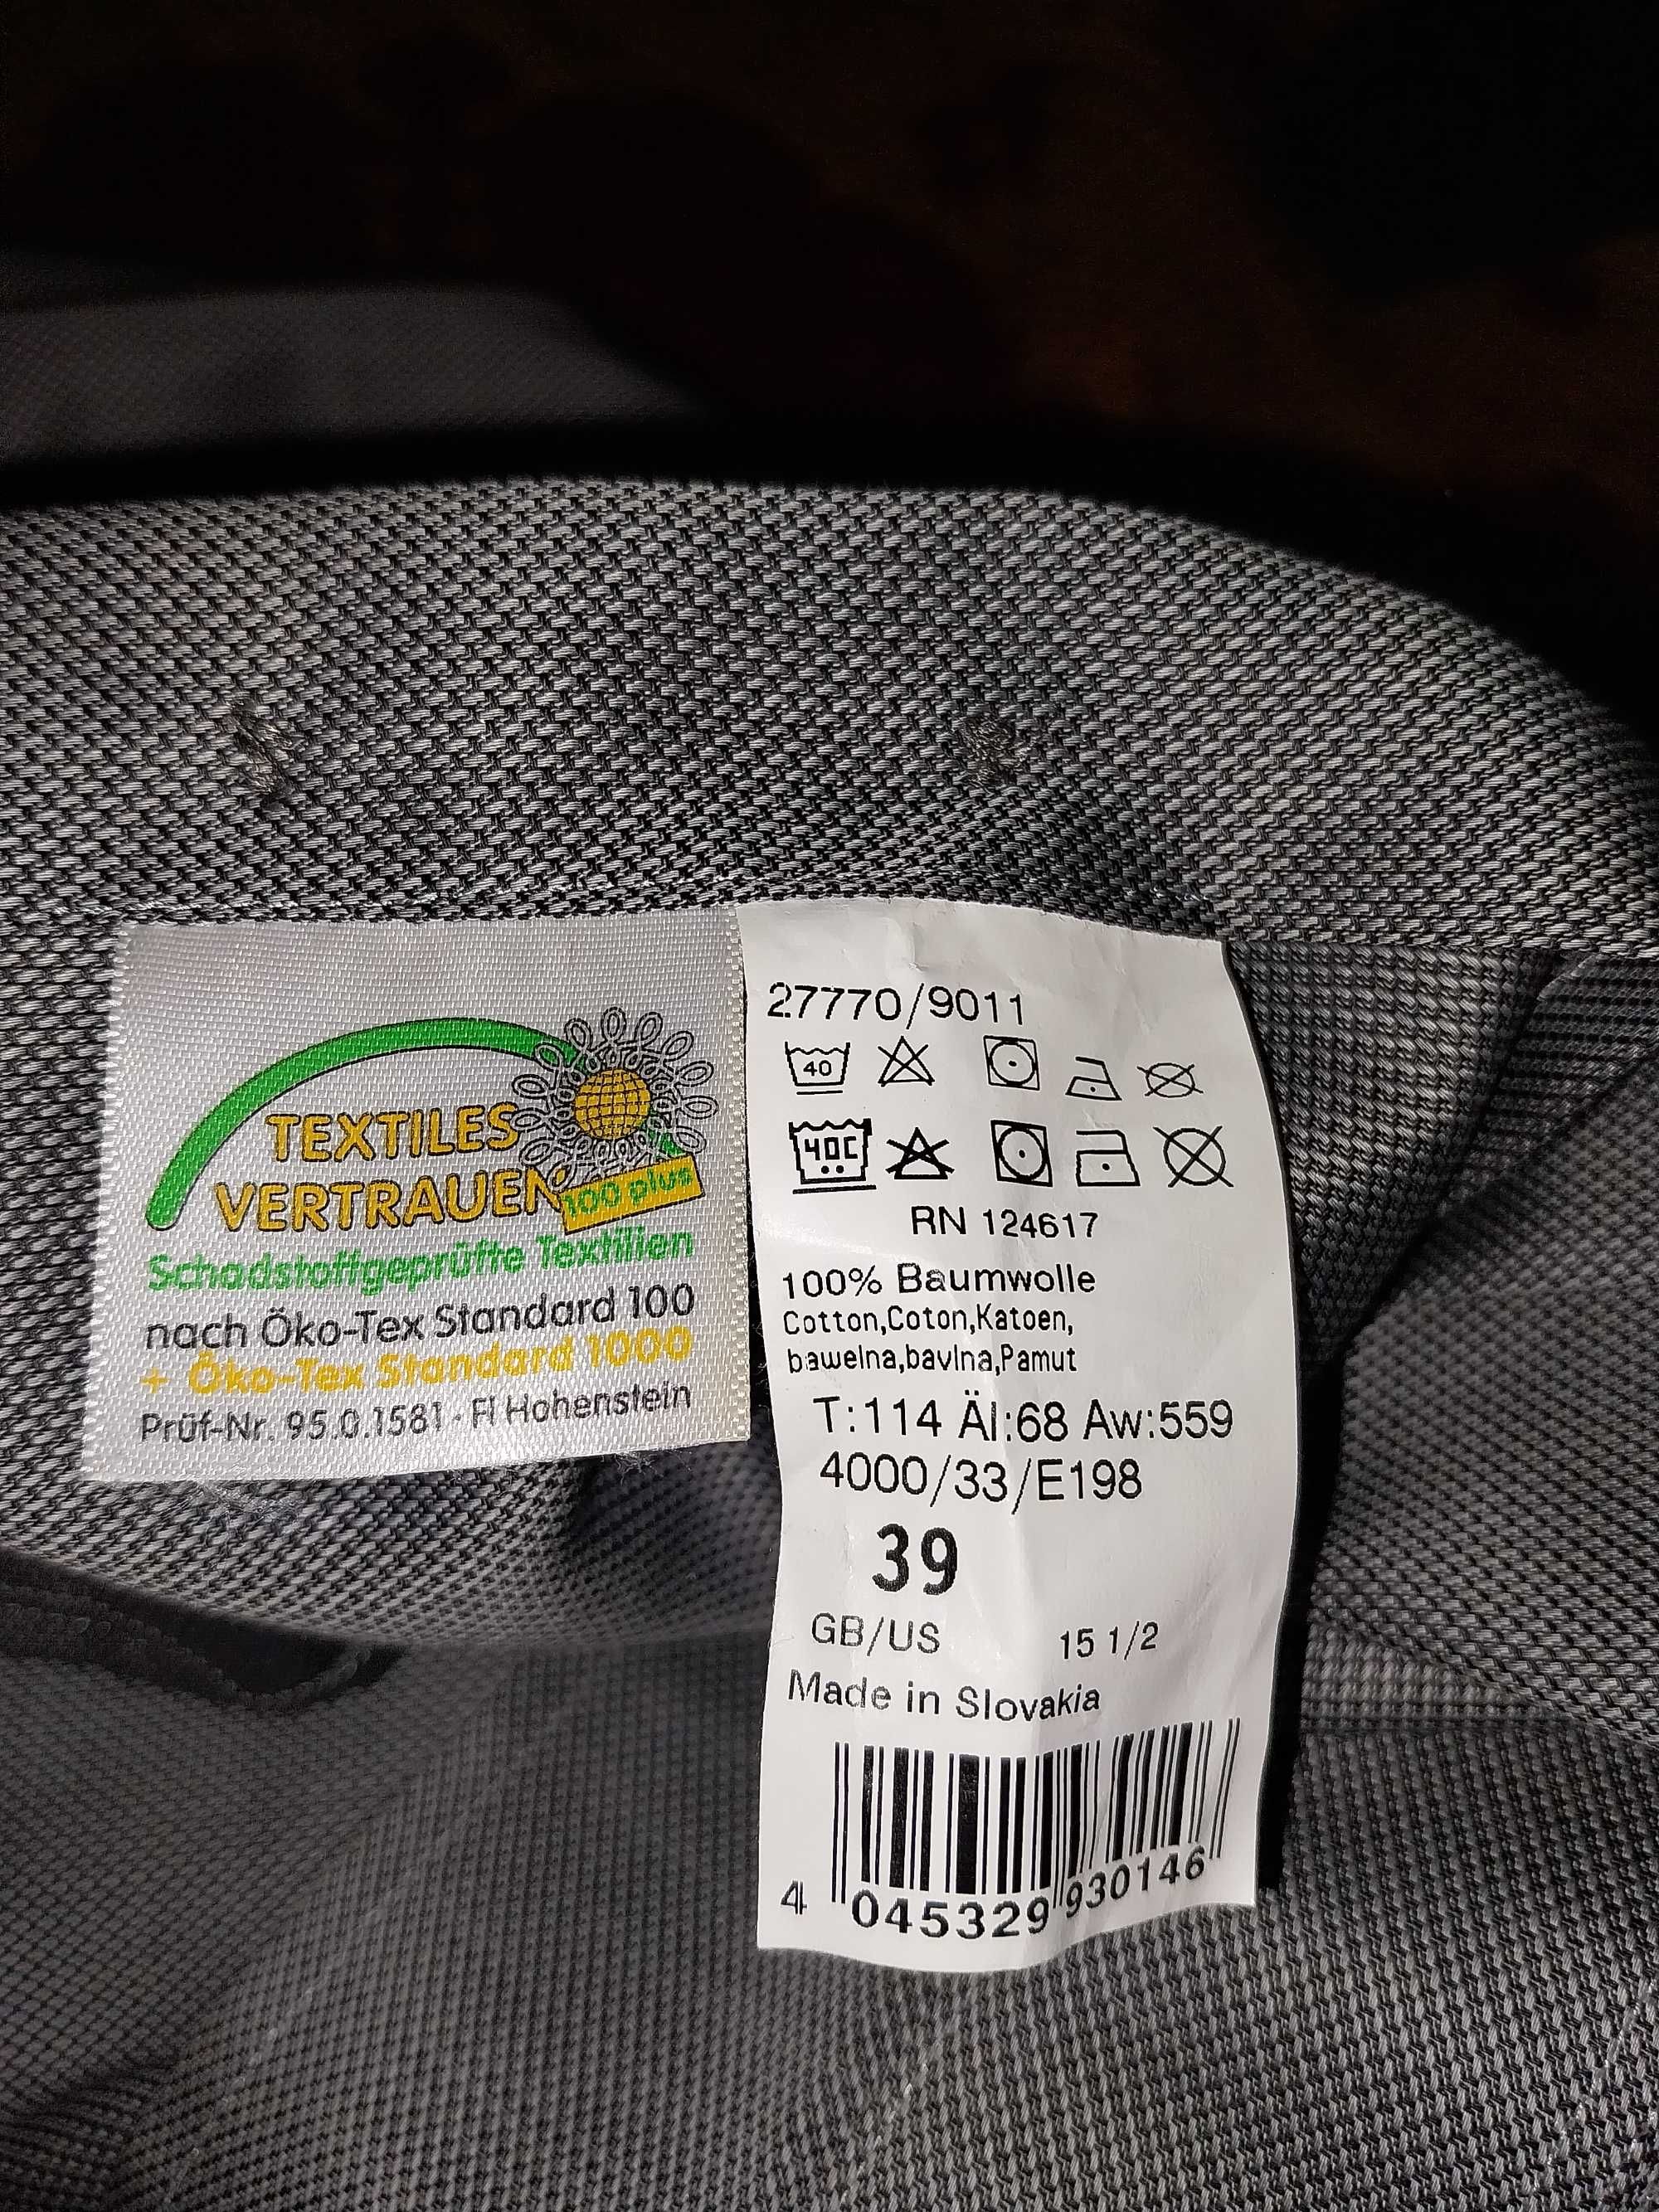 TEXTILES
VERTRAUEN
100 plus
Schadstoffgeprüfte Textilien
nach Öko-Tex Standard 100
+ Öko-Tex Standard 1000
Prüf-Nr. 95.0.1581 · FI Hohenstein
27770/9011
40
40C
RN 124617
100% Baumwolle
Cotton,Coton,Katoen,
bawelna,bavlna,Pamut
T:114 Äl:68 Aw:559
4000/33/E198
39
GB/US 15 1/2
Made in Slovakia
4 045329 930146